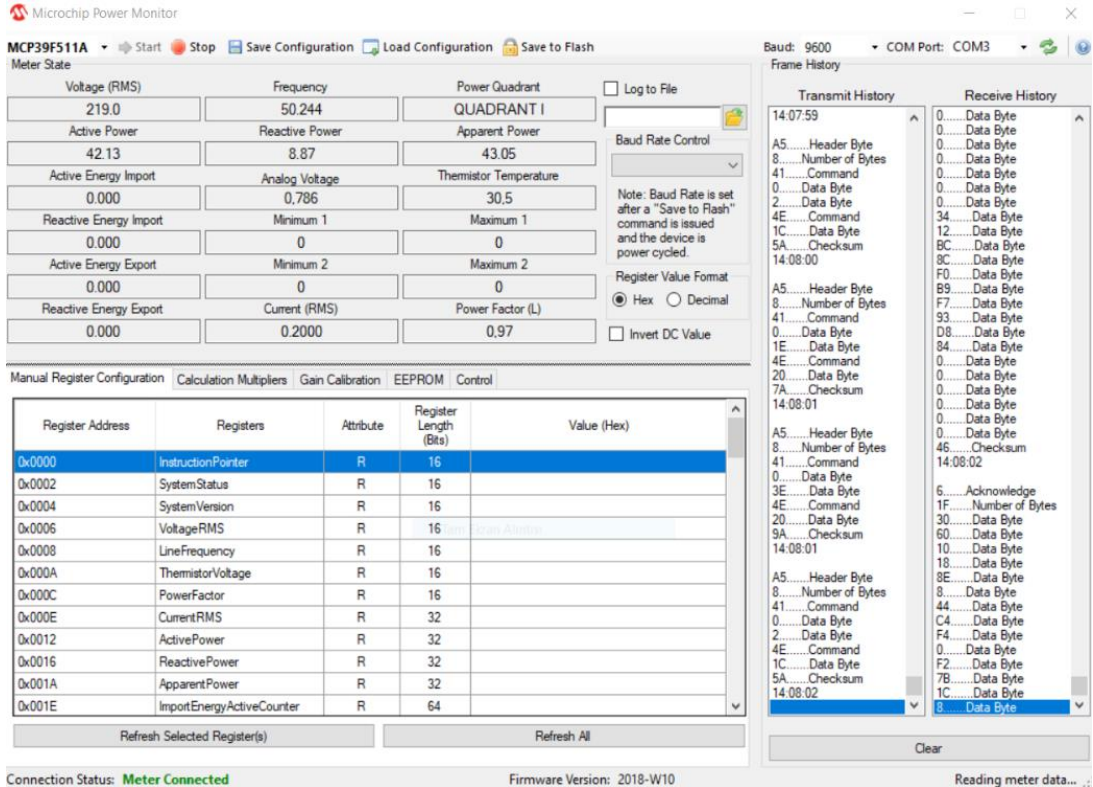 Microchip Power Monitor
MCP39F511A Start Stop Save Configuration Load Configuration Save to Flash Baud: 9600 COM Port: COM3
Meter State
Voltage (RMS) Frequency Power Quadrant
219.0 50.244 QUADRANT I
Active Power Reactive Power Apparent Power
42.13 8.87 43.05
Active Energy Import Analog Voltage Thermistor Temperature
0.000 0,786 30,5
Reactive Energy Import Minimum 1 Maximum 1
0.000 0 0
Active Energy Export Minimum 2 Maximum 2
0.000 0 0
Reactive Energy Export Current (RMS) Power Factor (L)
0.000 0.2000 0,97
Log to File
Baud Rate Control
Note: Baud Rate is set
after a "Save to Flash"
command is issued
and the device is
power cycled.
Register Value Format
Hex Decimal
Invert DC Value
Manual Register Configuration Calculation Multipliers Gain Calibration EEPROM Control
Register Address Registers Attribute Register Length (Bits) Value (Hex)
0x0000 InstructionPointer R 16
0x0002 SystemStatus R 16
0x0004 SystemVersion R 16
0x0006 VoltageRMS R 16
0x0008 LineFrequency R 16
0x000A ThermistorVoltage R 16
0x000C PowerFactor R 16
0x000E CurrentRMS R 32
0x0012 ActivePower R 32
0x0016 ReactivePower R 32
0x001A ApparentPower R 32
0x001E ImportEnergyActiveCounter R 64
Refresh Selected Register(s) Refresh All
Frame History
Transmit History
14:07:59
A5.......Header Byte
8.......Number of Bytes
41.......Command
0.......Data Byte
2.......Data Byte
4E.......Command
1C.......Data Byte
5A.......Checksum
14:08:00
A5.......Header Byte
8.......Number of Bytes
41.......Command
0.......Data Byte
1E.......Data Byte
4E.......Command
20.......Data Byte
7A.......Checksum
14:08:01
A5.......Header Byte
8.......Number of Bytes
41.......Command
0.......Data Byte
3E.......Data Byte
4E.......Command
20.......Data Byte
9A.......Checksum
14:08:01
A5.......Header Byte
8.......Number of Bytes
41.......Command
0.......Data Byte
2.......Data Byte
4E.......Command
1C.......Data Byte
5A.......Checksum
14:08:02
Receive History
0.......Data Byte
0.......Data Byte
0.......Data Byte
0.......Data Byte
0.......Data Byte
0.......Data Byte
0.......Data Byte
34.......Data Byte
12.......Data Byte
BC.......Data Byte
8C.......Data Byte
F0.......Data Byte
B9.......Data Byte
F7.......Data Byte
93.......Data Byte
D8.......Data Byte
84.......Data Byte
0.......Data Byte
0.......Data Byte
0.......Data Byte
0.......Data Byte
0.......Data Byte
0.......Data Byte
46.......Checksum
14:08:02
6.......Acknowledge
1F.......Number of Bytes
30.......Data Byte
60.......Data Byte
10.......Data Byte
18.......Data Byte
8E.......Data Byte
8.......Data Byte
44.......Data Byte
C4.......Data Byte
F4.......Data Byte
0.......Data Byte
F2.......Data Byte
7B.......Data Byte
1C.......Data Byte
8.......Data Byte
Clear
Connection Status: Meter Connected Firmware Version: 2018-W10 Reading meter data...